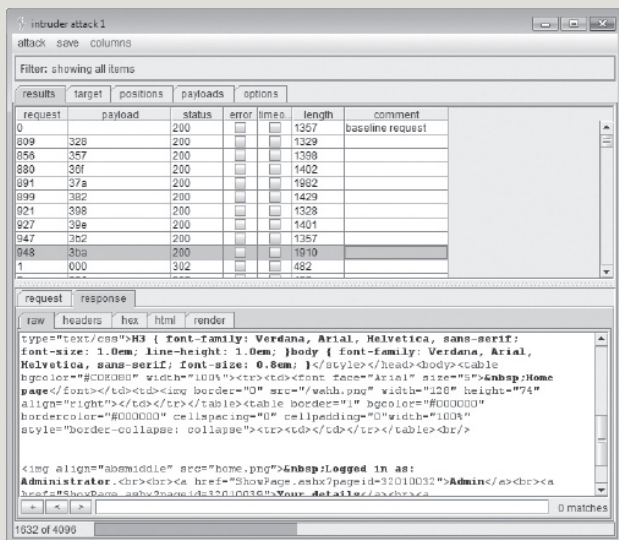 intruder attack 1
attack save columns
Filter: showing all items
results target positions payloads options
request payload status error timeo... length comment
0 200 1357 baseline request
809 328 200 1329
856 357 200 1398
880 36f 200 1402
891 37a 200 1982
899 382 200 1429
921 398 200 1328
927 39e 200 1401
947 3b2 200 1357
948 3ba 200 1910
1 000 302 482
request response
raw headers hex html render
type="text/css">H3 { font-family: Verdana, Arial, Helvetica, sans-serif;
font-size: 1.0em; line-height: 1.0em; }body { font-family: Verdana, Arial,
Helvetica, sans-serif; font-size: 0.8em; }</style></head><body><table
bgcolor="#C0E0B0" width="100%"><tr><td><font face="Arial" size="5">&nbsp;Home
page</font></td><td><img border="0" src="/wahh.png" width="128" height="74"
align="right"></td></tr></table><table border="1" bgcolor="#000000"
bordercolor="#000000" cellspacing="0" cellpadding="0"width="100%"
style="border-collapse: collapse"><tr><td></td></tr></table><br/>
<img align="absmiddle" src="home.png">&nbsp;Logged in as:
Administrator.<br><br><a href="ShowPage.ashx?pageid=32010032">Admin</a><br><a
href="ShowPage.ashx?pageid=32010039">Your details</a><br><a
+ < > 0 matches
1632 of 4096